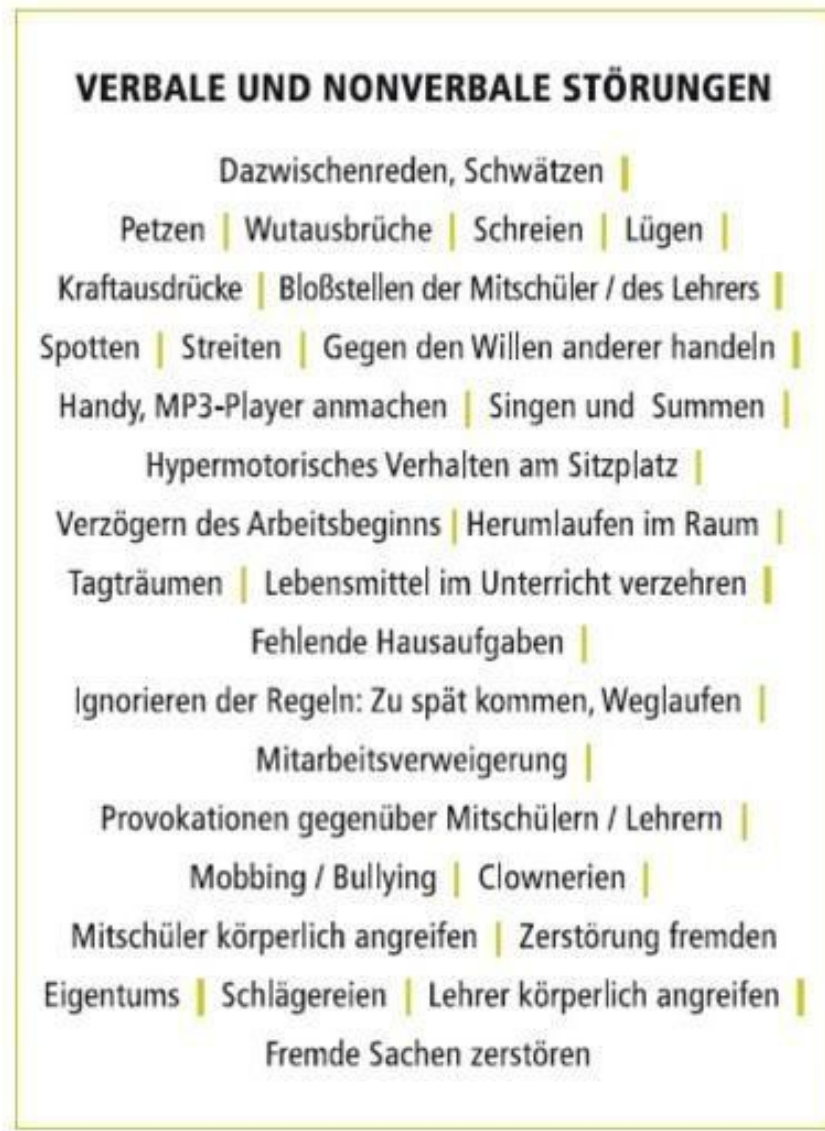 VERBALE UND NONVERBALE STÖRUNGEN
Dazwischenreden, Schwätzen |
Petzen | Wutausbrüche | Schreien | Lügen |
Kraftausdrücke | Bloßstellen der Mitschüler / des Lehrers |
Spotten | Streiten | Gegen den Willen anderer handeln |
Handy, MP3-Player anmachen | Singen und Summen |
Hypermotorisches Verhalten am Sitzplatz |
Verzögern des Arbeitsbeginns | Herumlaufen im Raum |
Tagträumen | Lebensmittel im Unterricht verzehren |
Fehlende Hausaufgaben |
Ignorieren der Regeln: Zu spät kommen, Weglaufen |
Mitarbeitsverweigerung |
Provokationen gegenüber Mitschülern / Lehrern |
Mobbing / Bullying | Clownerien |
Mitschüler körperlich angreifen | Zerstörung fremden
Eigentums | Schlägereien | Lehrer körperlich angreifen |
Fremde Sachen zerstören